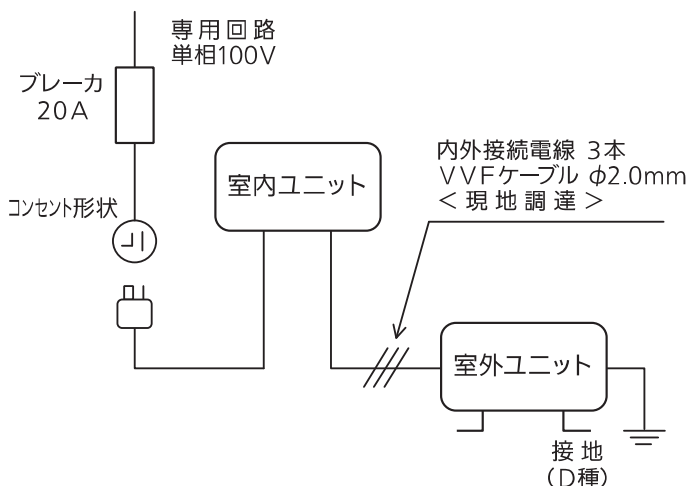 専用回路
単相100V
ブレーカ
20A
コンセント形状
室内ユニット
内外接続電線 3本
VVFケーブル φ2.0mm
＜現地調達＞
室外ユニット
接地
(D種)